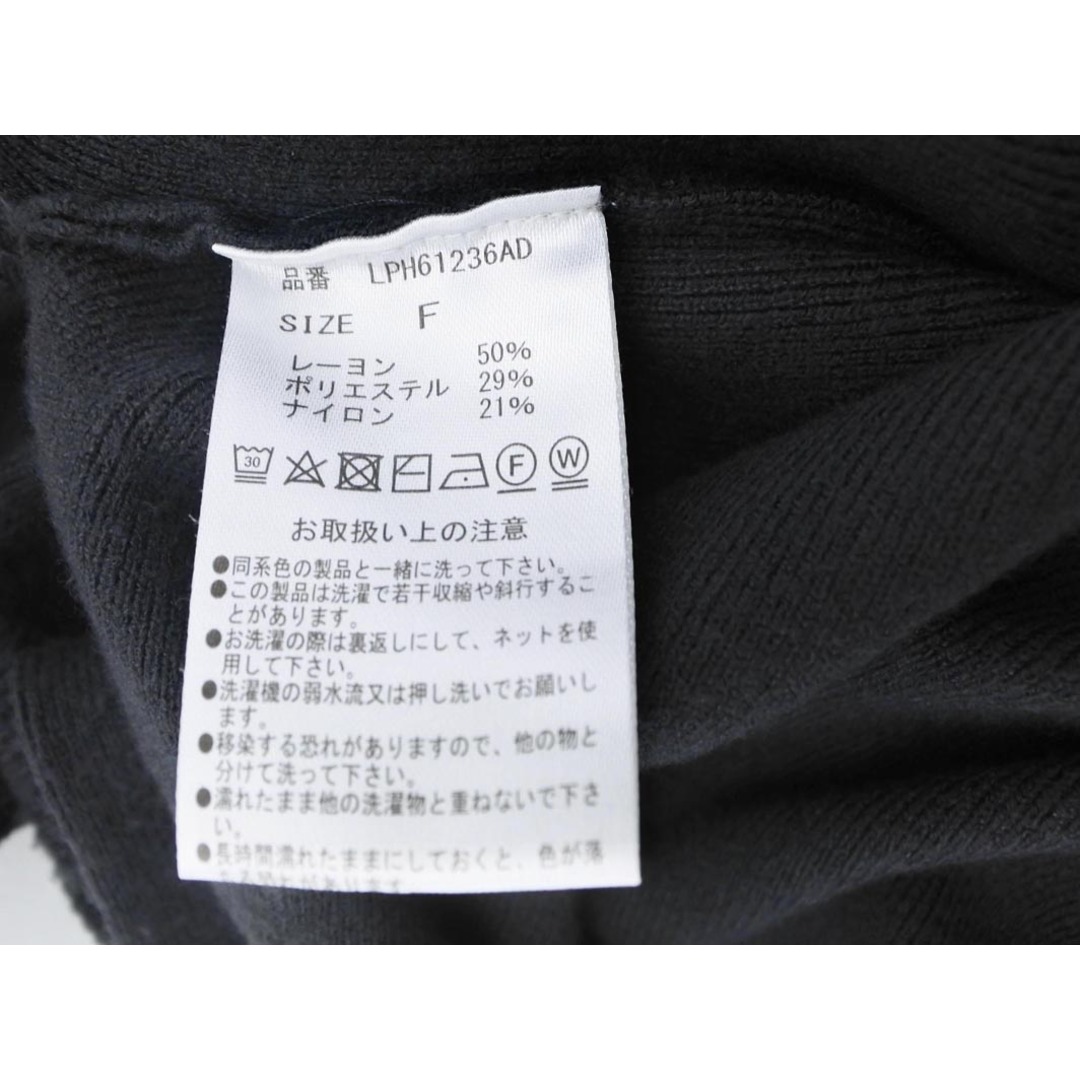 品番 LPH61236AD
SIZE F
レーヨン 50%
ポリエステル 29%
ナイロン 21%
30 F W
お取扱い上の注意
●同系色の製品と一緒に洗って下さい。
●この製品は洗濯で若干収縮や斜行するこ
とがあります。
●お洗濯の際は裏返しにして、ネットを使
用して下さい。
●洗濯機の弱水流又は押し洗いでお願いし
ます。
●移染する恐れがありますので、他の物と
分けて洗って下さい。
●濡れたまま他の洗濯物と重ねないで下さ
い。
●長時間濡れたままにしておくと、色が落
ちる恐れがあります